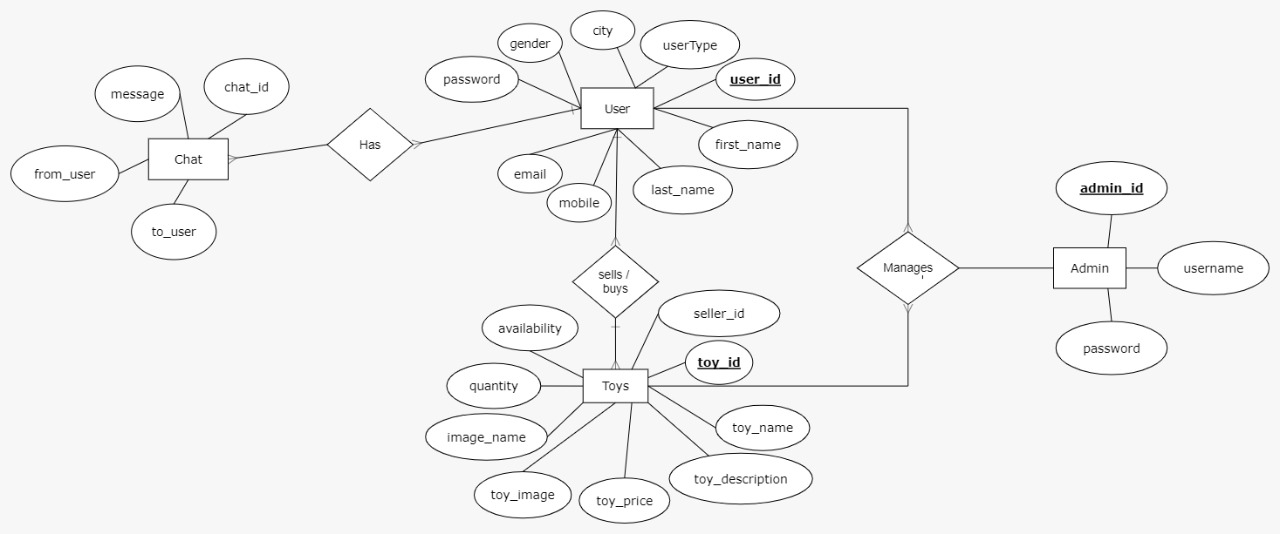 city
gender
userType
password
user_id
message
chat_id
User
Has
first_name
Chat
from_user
email
last_name
mobile
admin_id
to_user
sells /
buys
Manages
Admin
username
seller_id
availability
toy_id
password
quantity
Toys
toy_name
image_name
toy_description
toy_image
toy_price